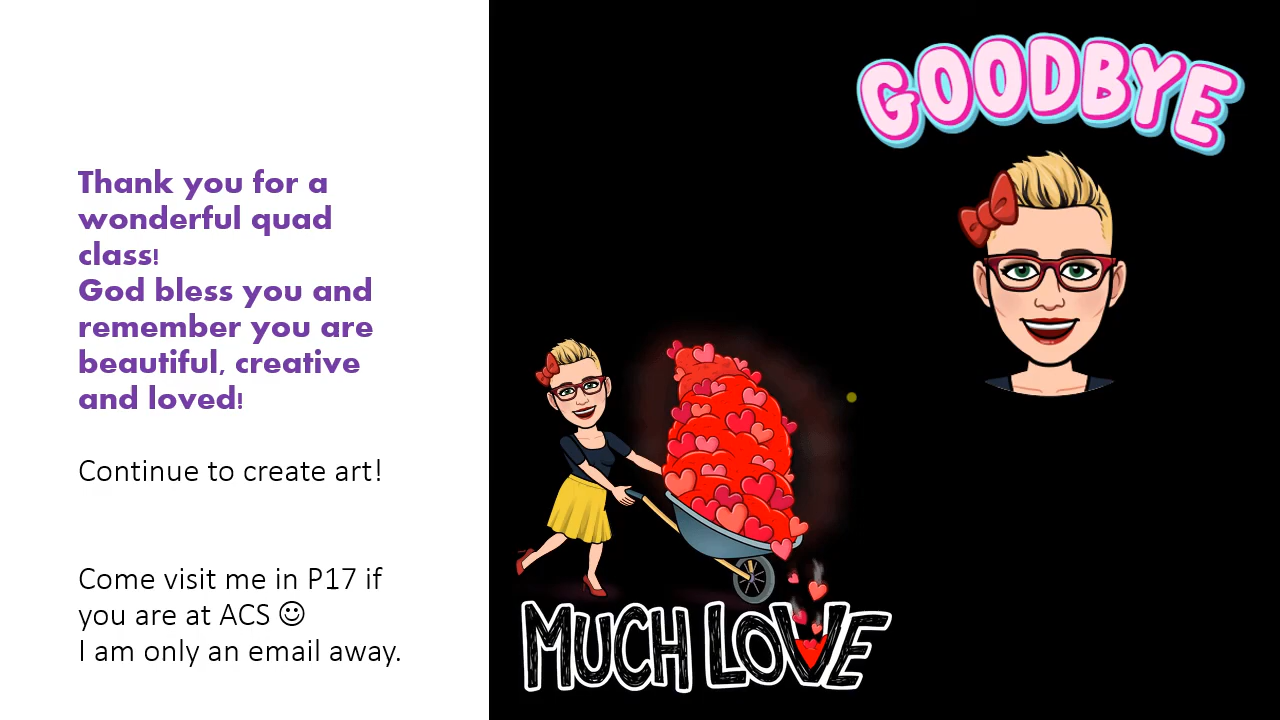 Thank you for a
wonderful quad
class!
God bless you and
remember you are
beautiful, creative
and loved!
Continue to create art!
Come visit me in P17 if
you are at ACS ☺
I am only an email away.
GOODBYE
MUCH LOVE